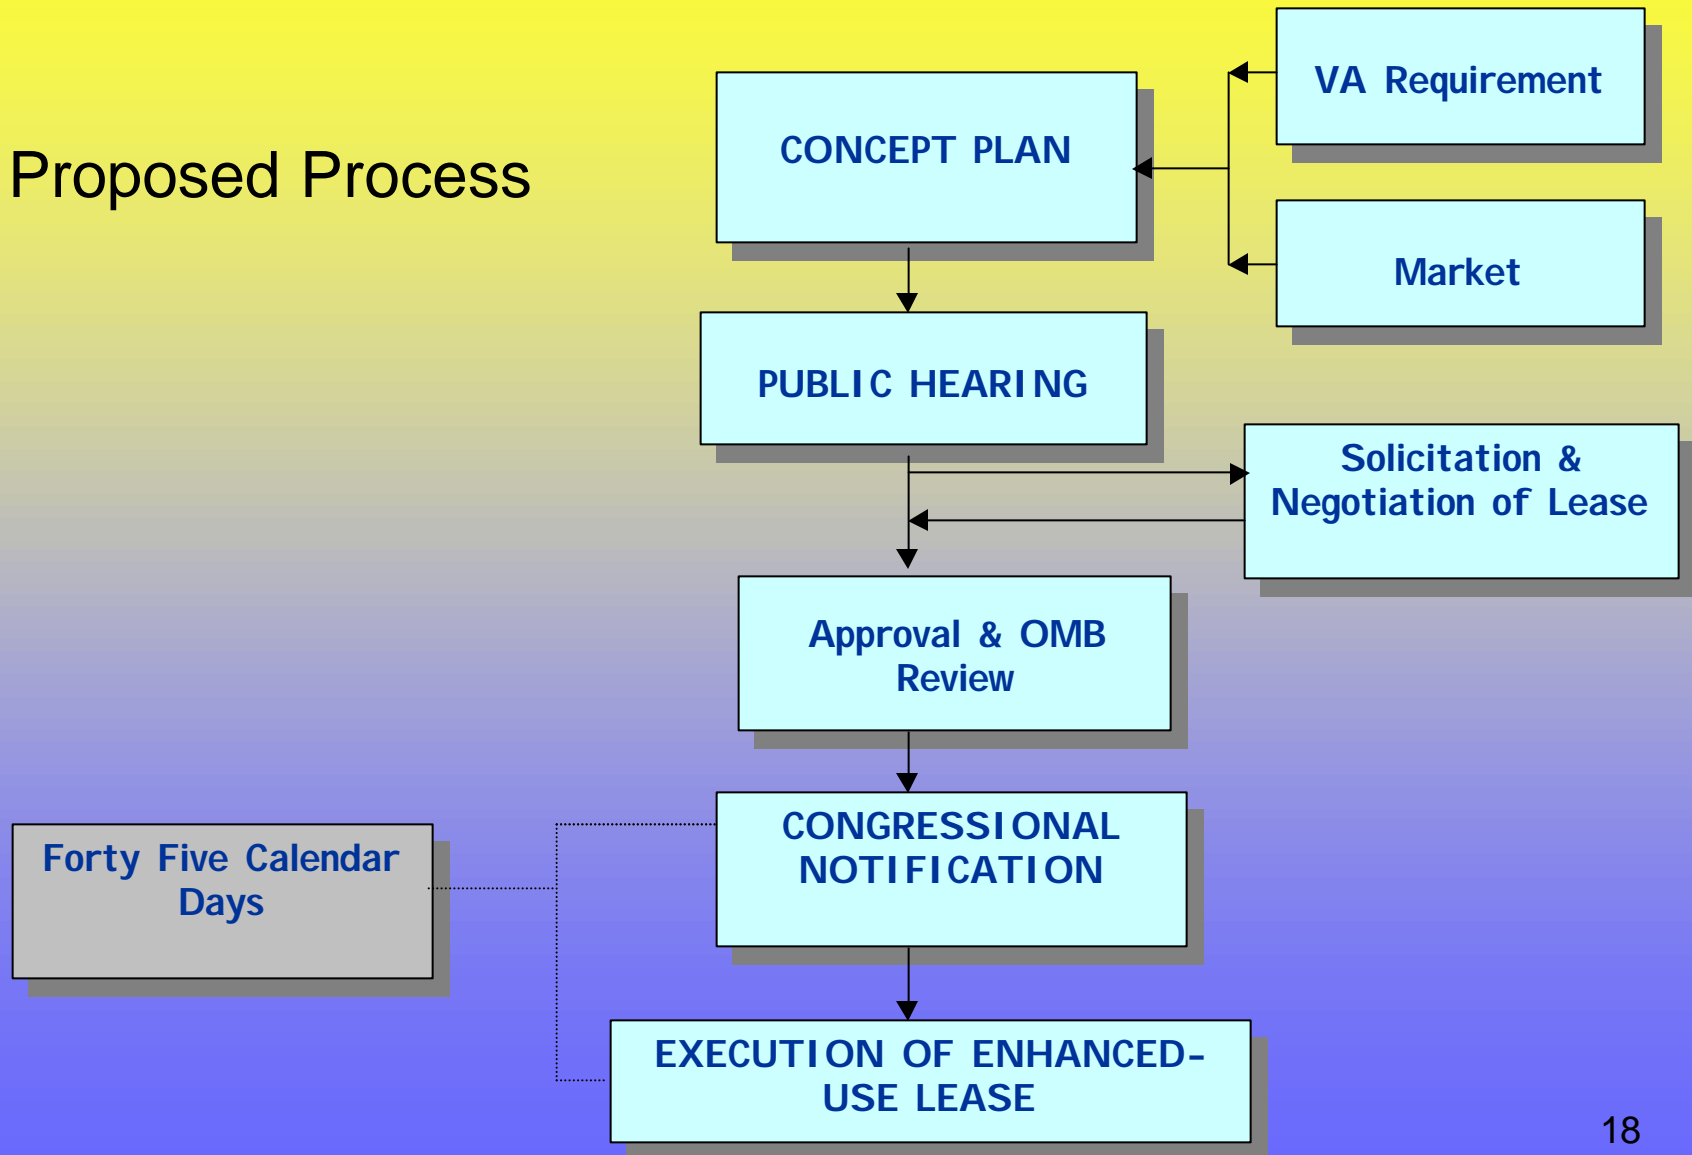 Proposed Process
VA Requirement
CONCEPT PLAN
Market
PUBLIC HEARING
Solicitation &
Negotiation of Lease
Approval & OMB
Review
CONGRESSIONAL
NOTIFICATION
Forty Five Calendar
Days
EXECUTION OF ENHANCED-
USE LEASE
18